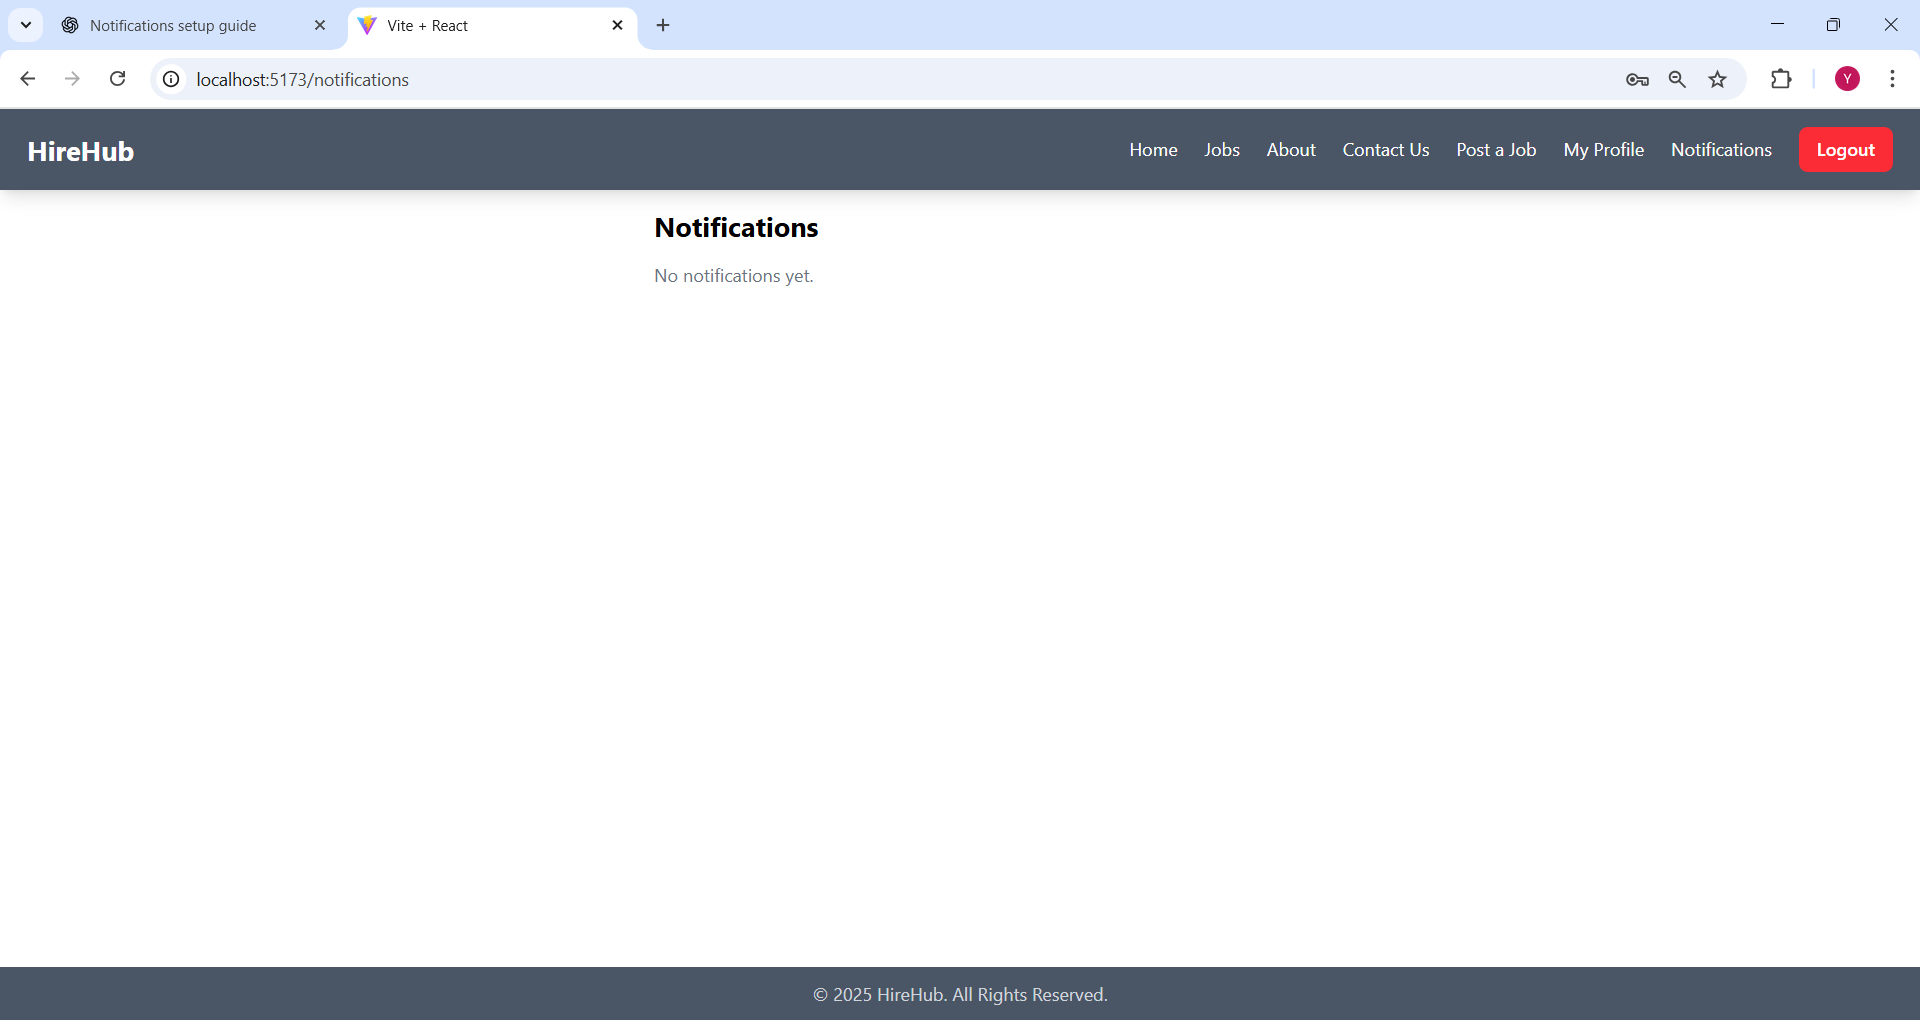 Notifications setup guide
Vite + React
localhost:5173/notifications
Y
HireHub
Home
Jobs
About
Contact Us
Post a Job
My Profile
Notifications
Logout
Notifications
No notifications yet.
© 2025 HireHub. All Rights Reserved.